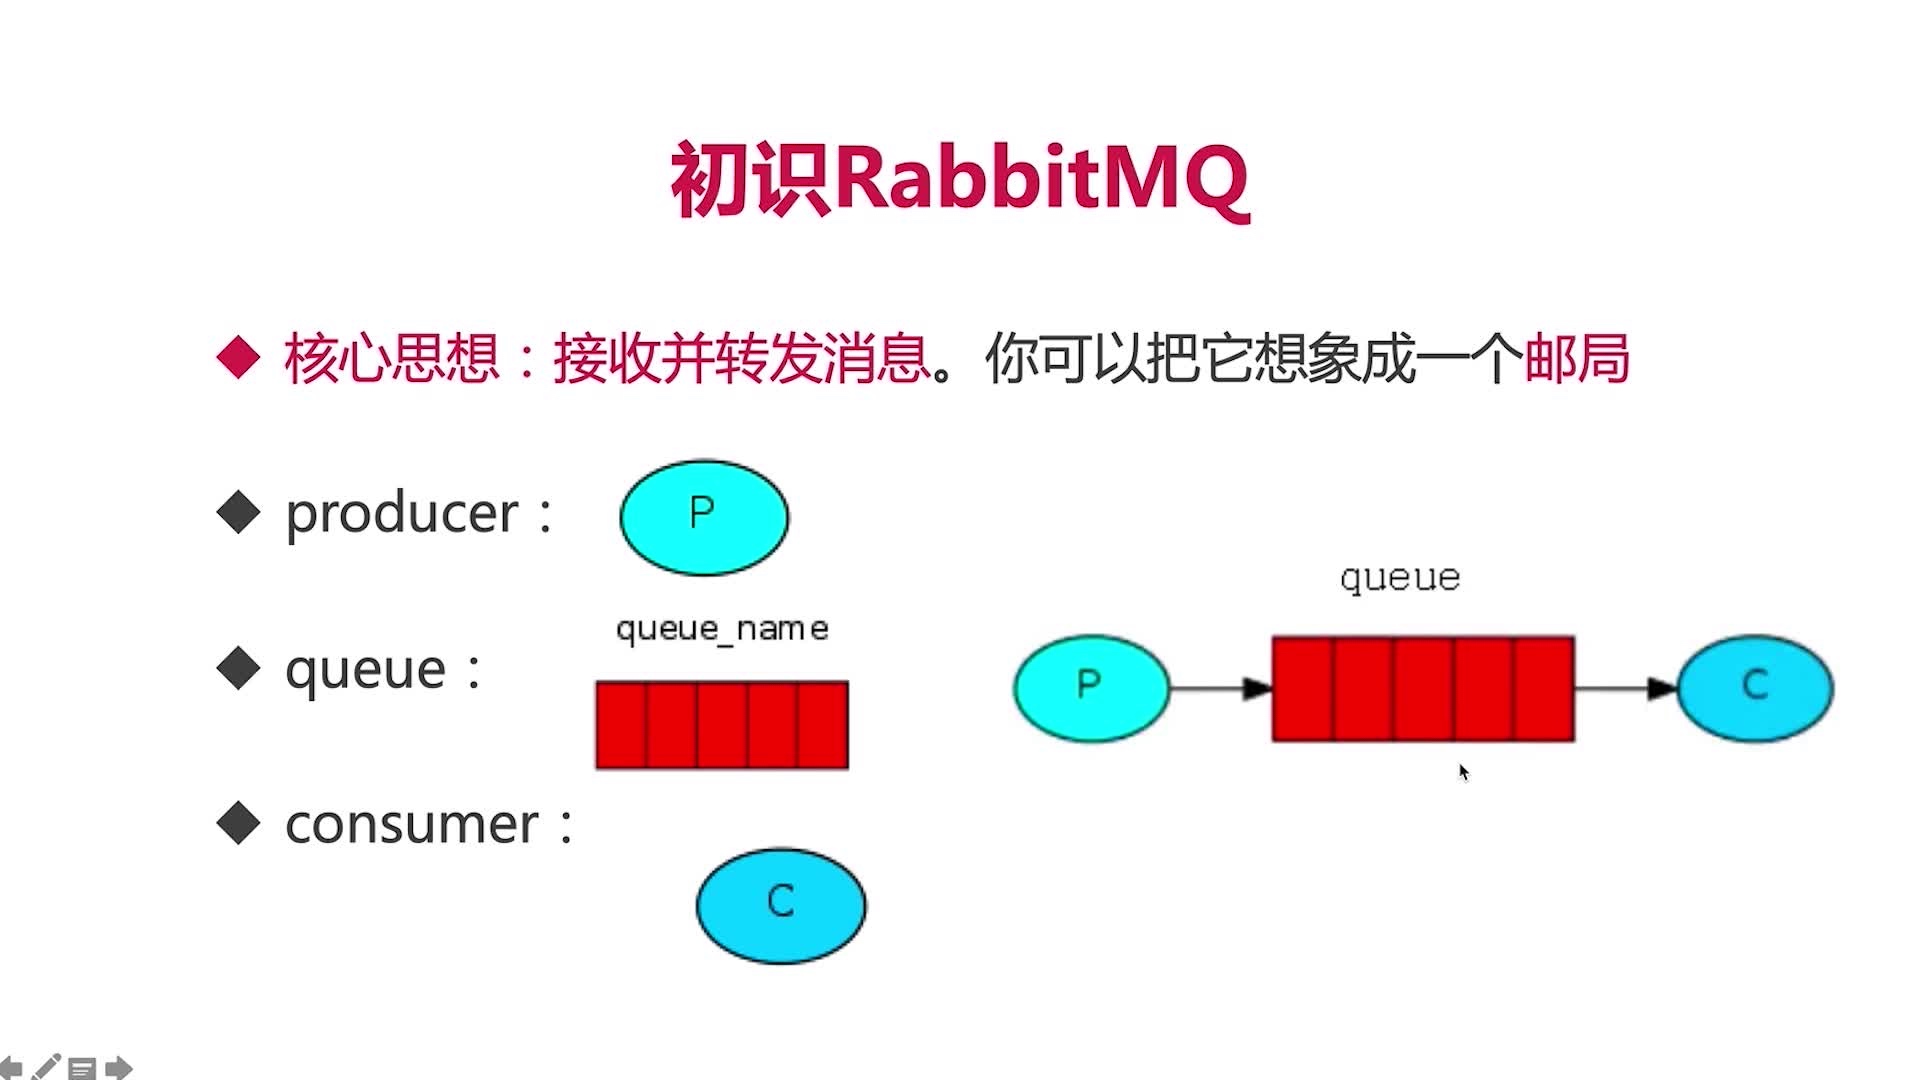 初识RabbitMQ
◆ 核心思想：接收并转发消息。你可以把它想象成一个邮局
◆ producer：
P
queue_name
◆ queue：
◆ consumer：
C
queue
P
C